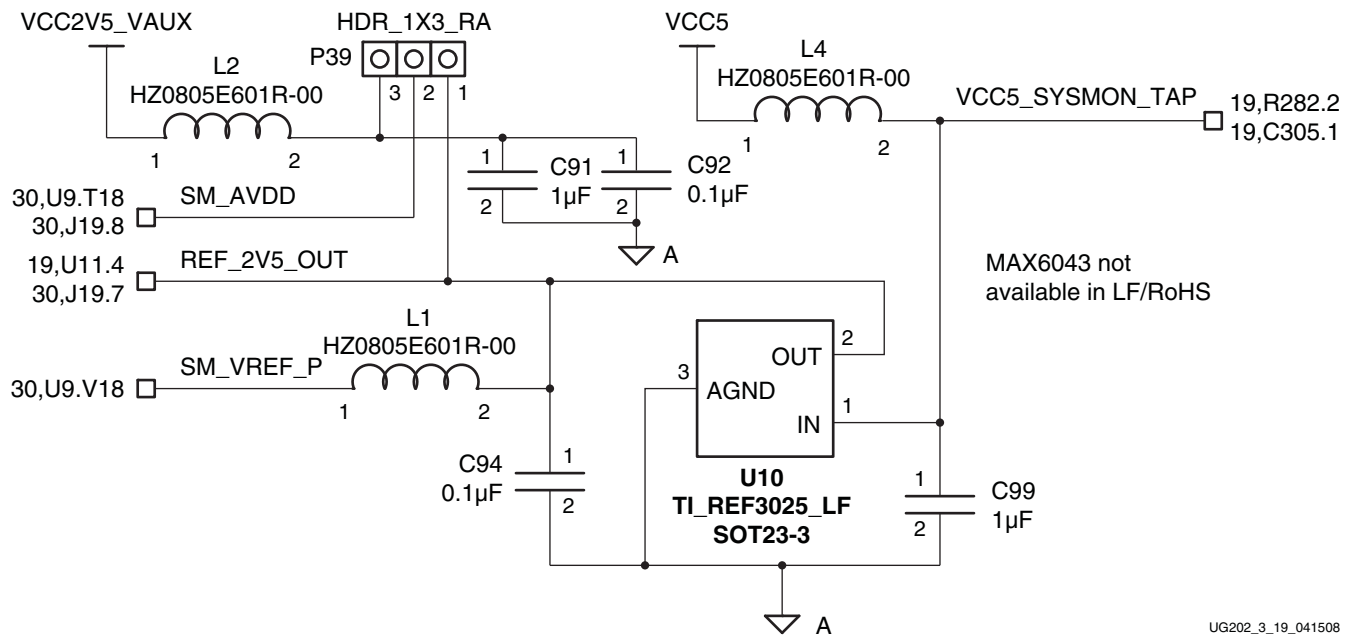 VCC2V5_VAUX
HDR_1X3_RA
VCC5
P39
L2
HZ0805E601R-00
L4
HZ0805E601R-00
3
2
1
VCC5_SYSMON_TAP
19,R282.2
19,C305.1
1
2
1
2
1
C91
1µF
2
1
C92
0.1µF
2
30,U9.T18
30,J19.8
SM_AVDD
A
19,U11.4
30,J19.7
REF_2V5_OUT
MAX6043 not
available in LF/RoHS
L1
HZ0805E601R-00
SM_VREF_P
30,U9.V18
1
2
OUT
2
3
AGND
IN
1
C94
0.1µF
1
2
U10
TI_REF3025_LF
SOT23-3
1
C99
1µF
2
A
UG202_3_19_041508